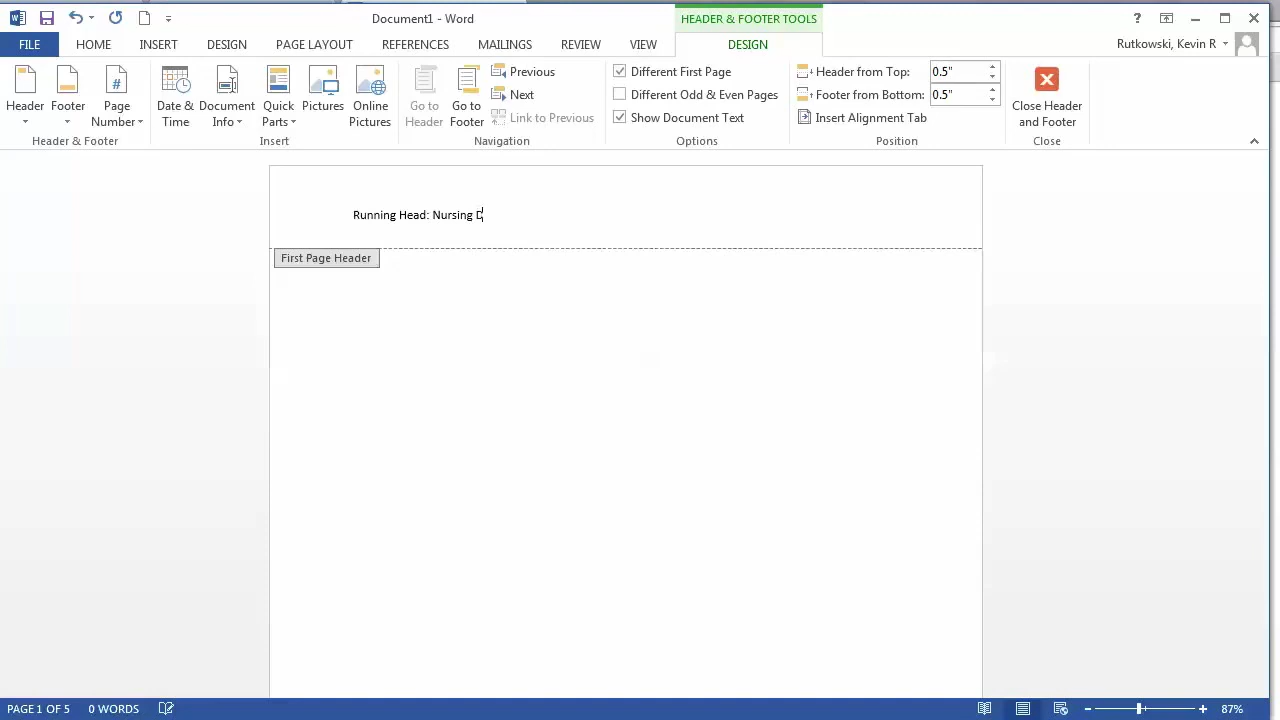 Document1 - Word
HEADER & FOOTER TOOLS
?
FILE
HOME
INSERT
DESIGN
PAGE LAYOUT
REFERENCES
MAILINGS
REVIEW
VIEW
DESIGN
Rutkowski, Kevin R
Header
Footer
Page Number
Header & Footer
Date & Time
Document Info
Quick Parts
Pictures
Online Pictures
Insert
Go to Header
Go to Footer
Previous
Next
Link to Previous
Navigation
Different First Page
Different Odd & Even Pages
Show Document Text
Options
Header from Top: 0.5"
Footer from Bottom: 0.5"
Insert Alignment Tab
Position
Close Header and Footer
Close
Running Head: Nursing D
First Page Header
PAGE 1 OF 5
0 WORDS
87%